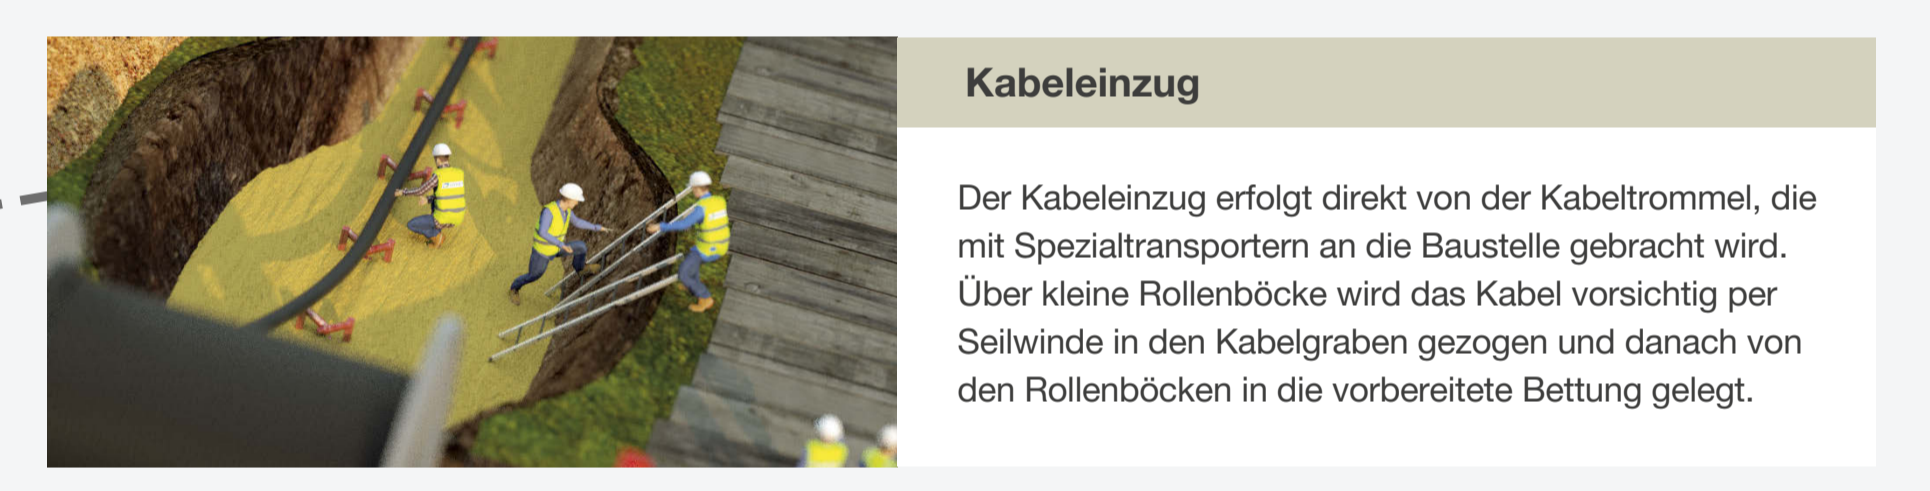 Kabeleinzug
Der Kabeleinzug erfolgt direkt von der Kabeltrommel, die
mit Spezialtransportern an die Baustelle gebracht wird.
Über kleine Rollenböcke wird das Kabel vorsichtig per
Seilwinde in den Kabelgraben gezogen und danach von
den Rollenböcken in die vorbereitete Bettung gelegt.